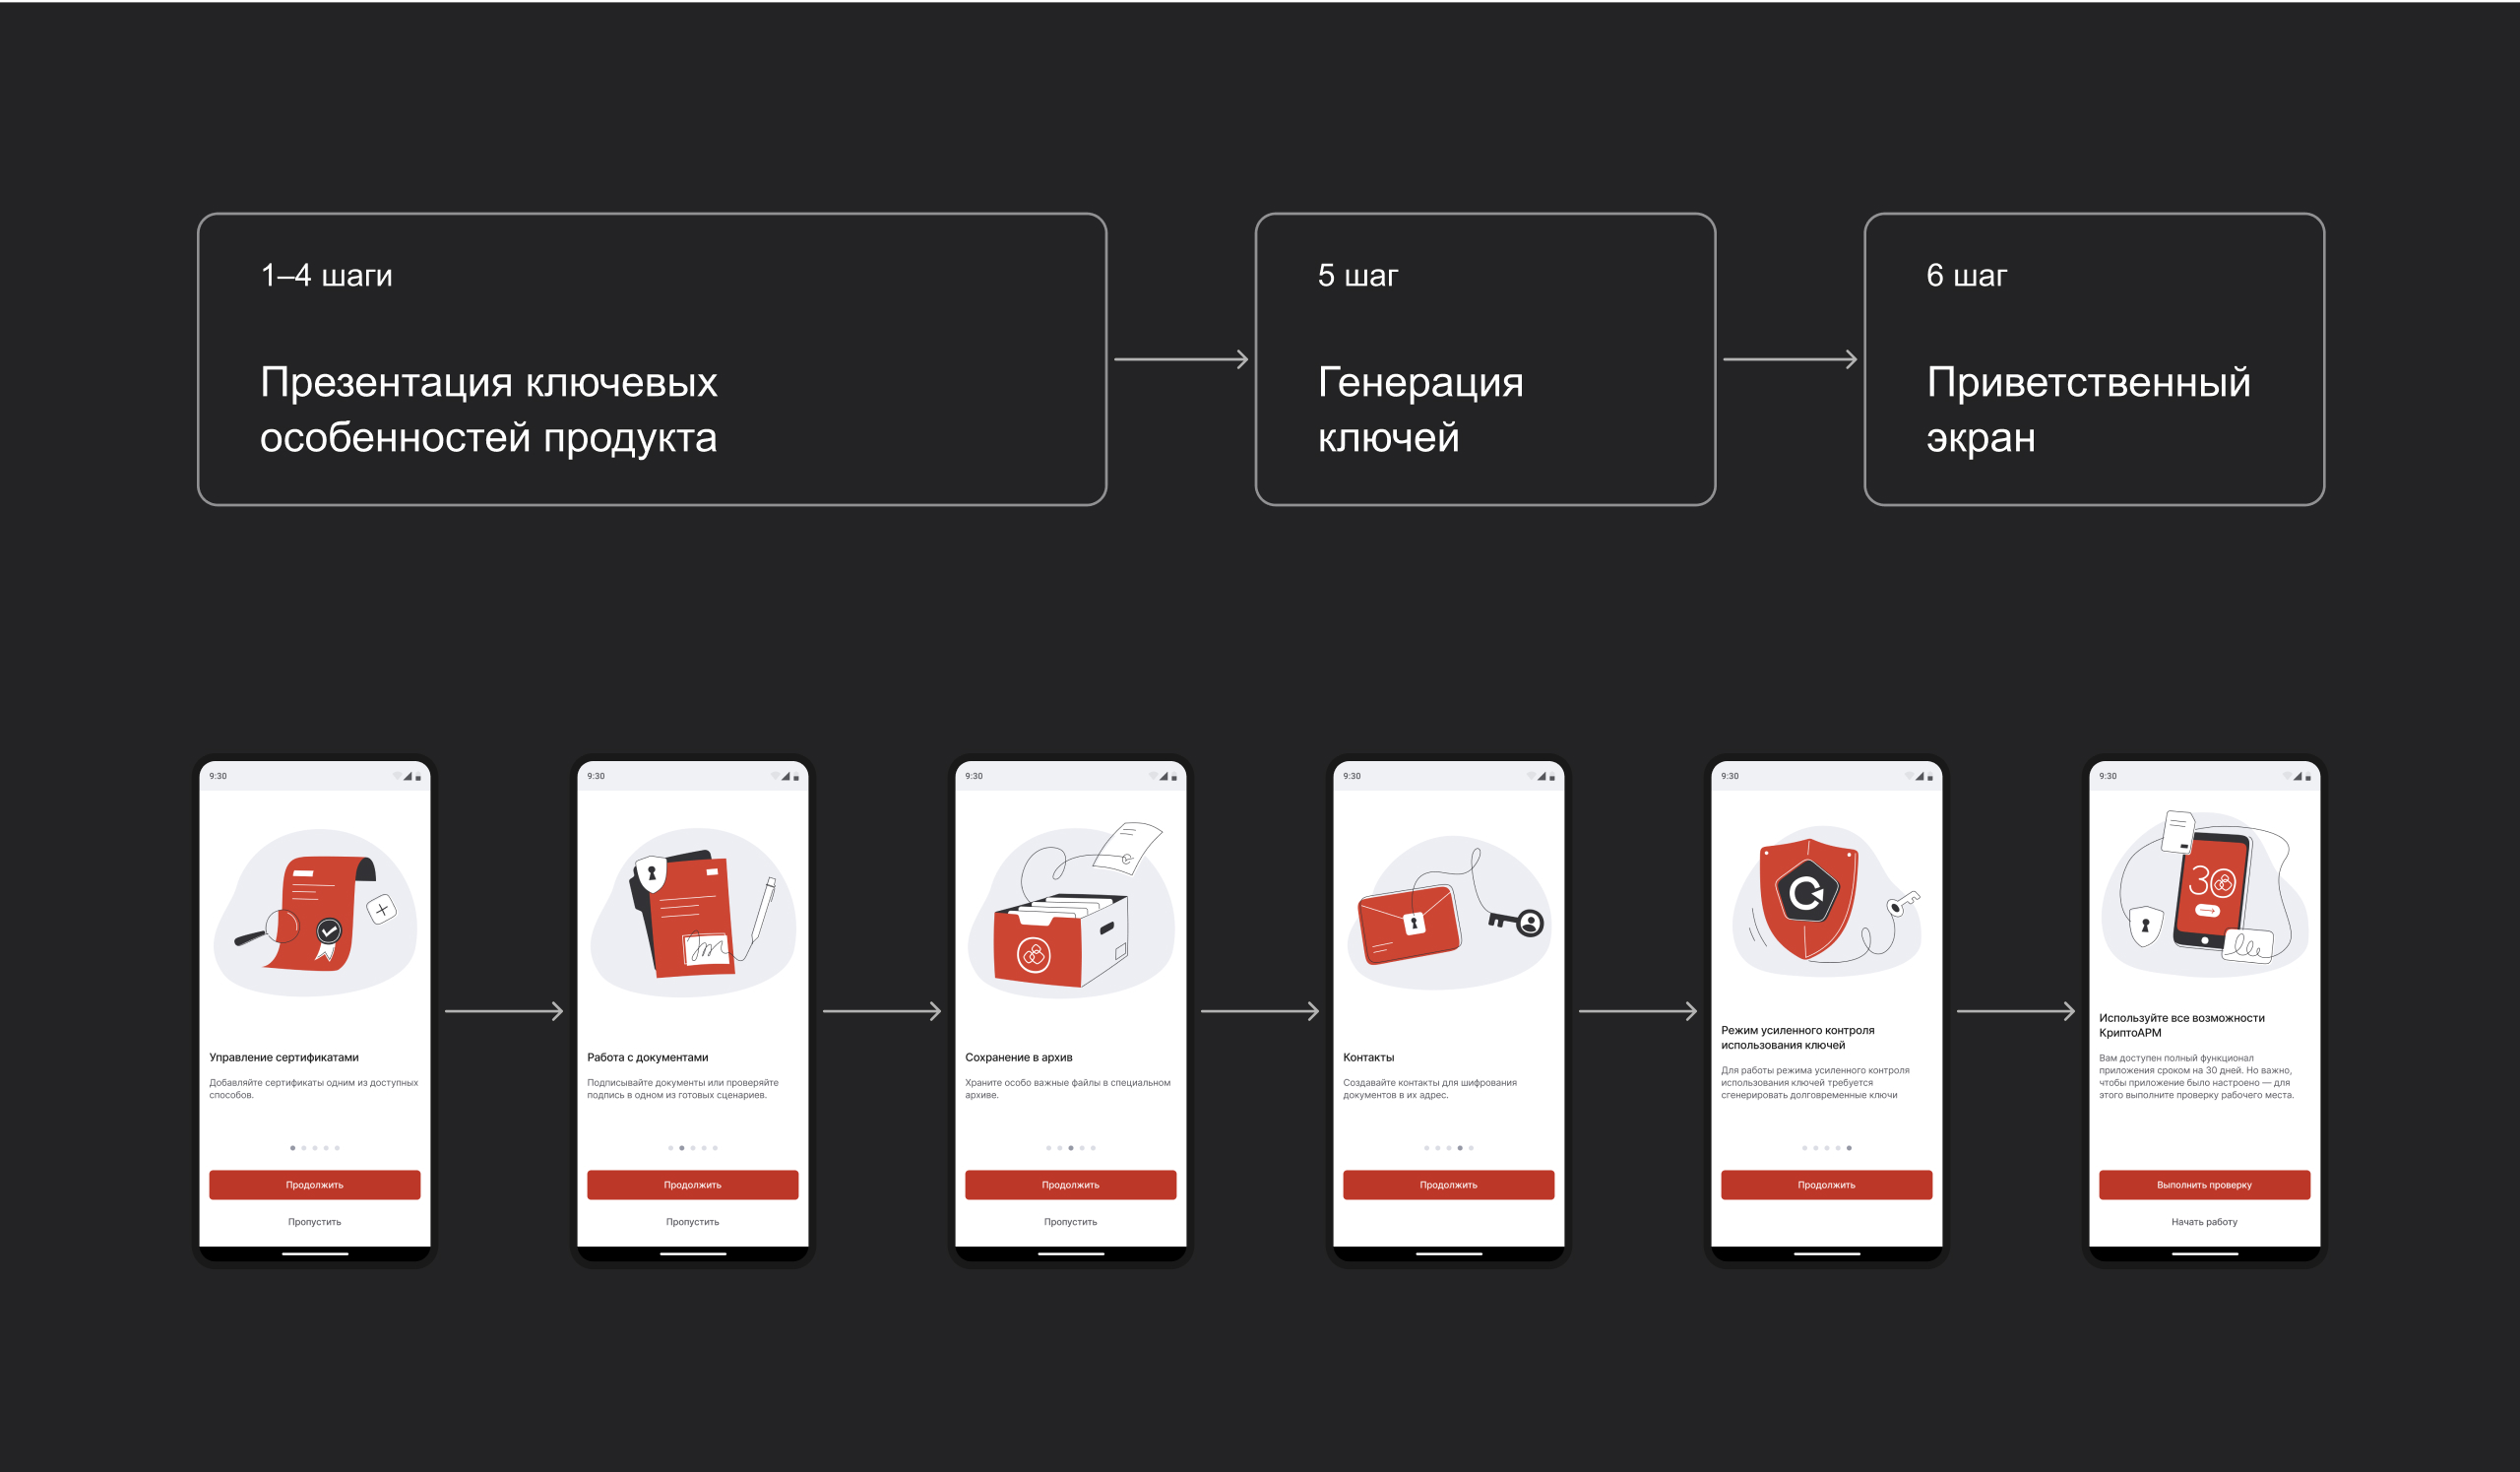 1–4 шаги
Презентация ключевых
особенностей продукта
5 шаг
Генерация
ключей
6 шаг
Приветственный
экран
9:30
Управление сертификатами
Добавляйте сертификаты одним из доступных
способов.
Продолжить
Пропустить
9:30
Работа с документами
Подписывайте документы или проверяйте
подпись в одном из готовых сценариев.
Продолжить
Пропустить
9:30
Сохранение в архив
Храните особо важные файлы в специальном
архиве.
Продолжить
Пропустить
9:30
Контакты
Создавайте контакты для шифрования
документов в их адрес.
Продолжить
9:30
Режим усиленного контроля
использования ключей
Для работы режима усиленного контроля
использования ключей требуется
сгенерировать долговременные ключи
Продолжить
9:30
30
Используйте все возможности
КриптоАРМ
Вам доступен полный функционал
приложения сроком на 30 дней. Но важно,
чтобы приложение было настроено — для
этого выполните проверку рабочего места.
Выполнить проверку
Начать работу